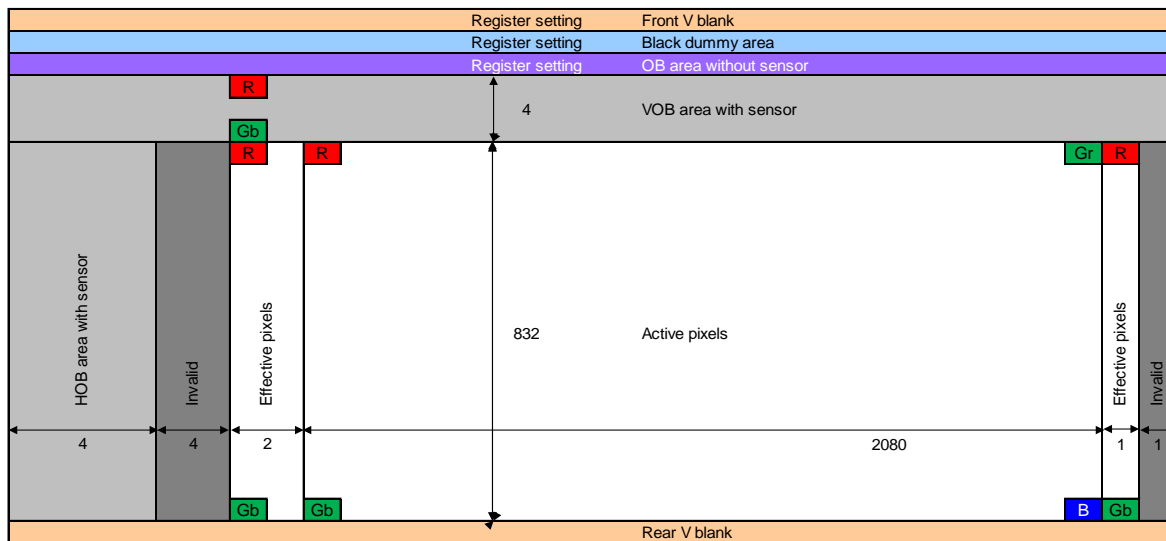 Register setting Front V blank
Register setting Black dummy area
Register setting OB area without sensor
R
4 VOB area with sensor
Gb
R R Gr R
HOB area with sensor
Invalid
Effective pixels
832 Active pixels
Effective pixels
Invalid
4 4 2 2080 1 1
Gb Gb B Gb
Rear V blank